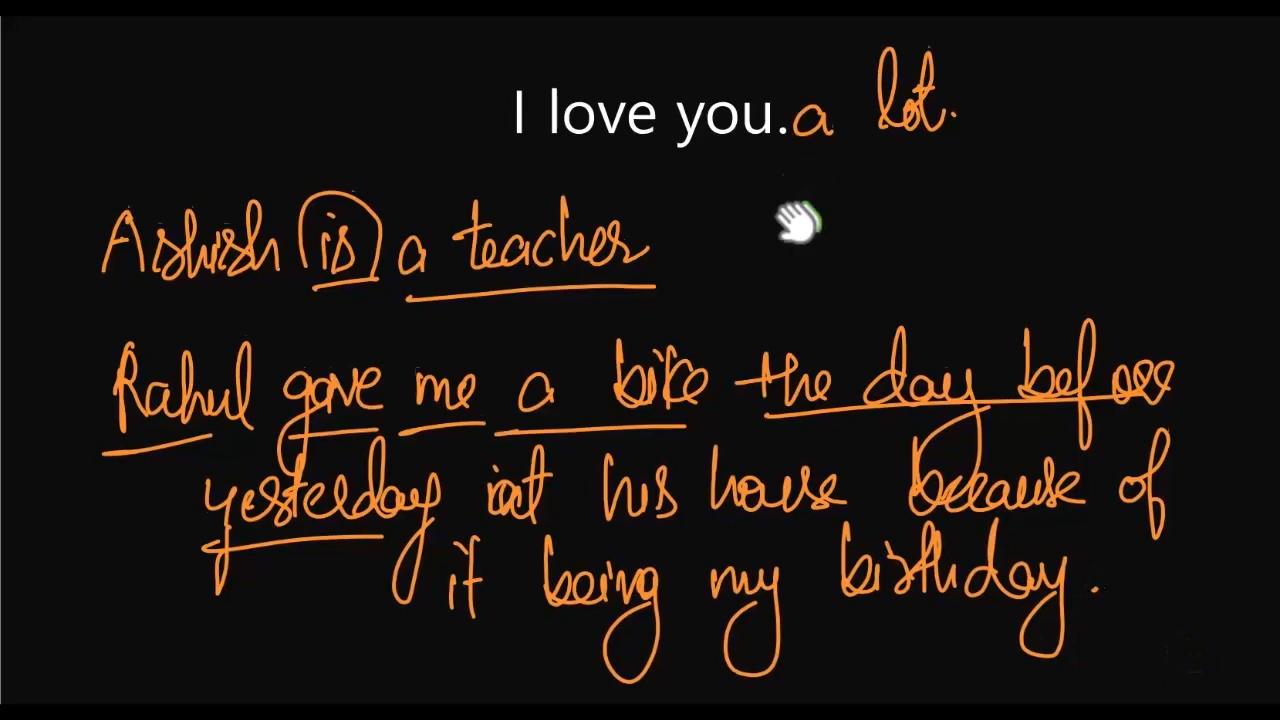 I love you. a lot.
Ashish is a teacher
Rahul gave me a bike the day before
yesterday at his house because of
it being my birthday.